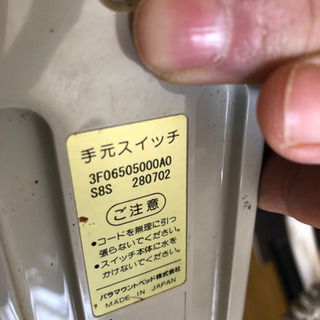 手元スイッチ
3F06505000A0
S8S 280702
ご注意
●コードを無理に引っ
張らないでください。
●スイッチ本体に水を
かけないでください。
パラマウントベッド株式会社
MADE IN JAPAN